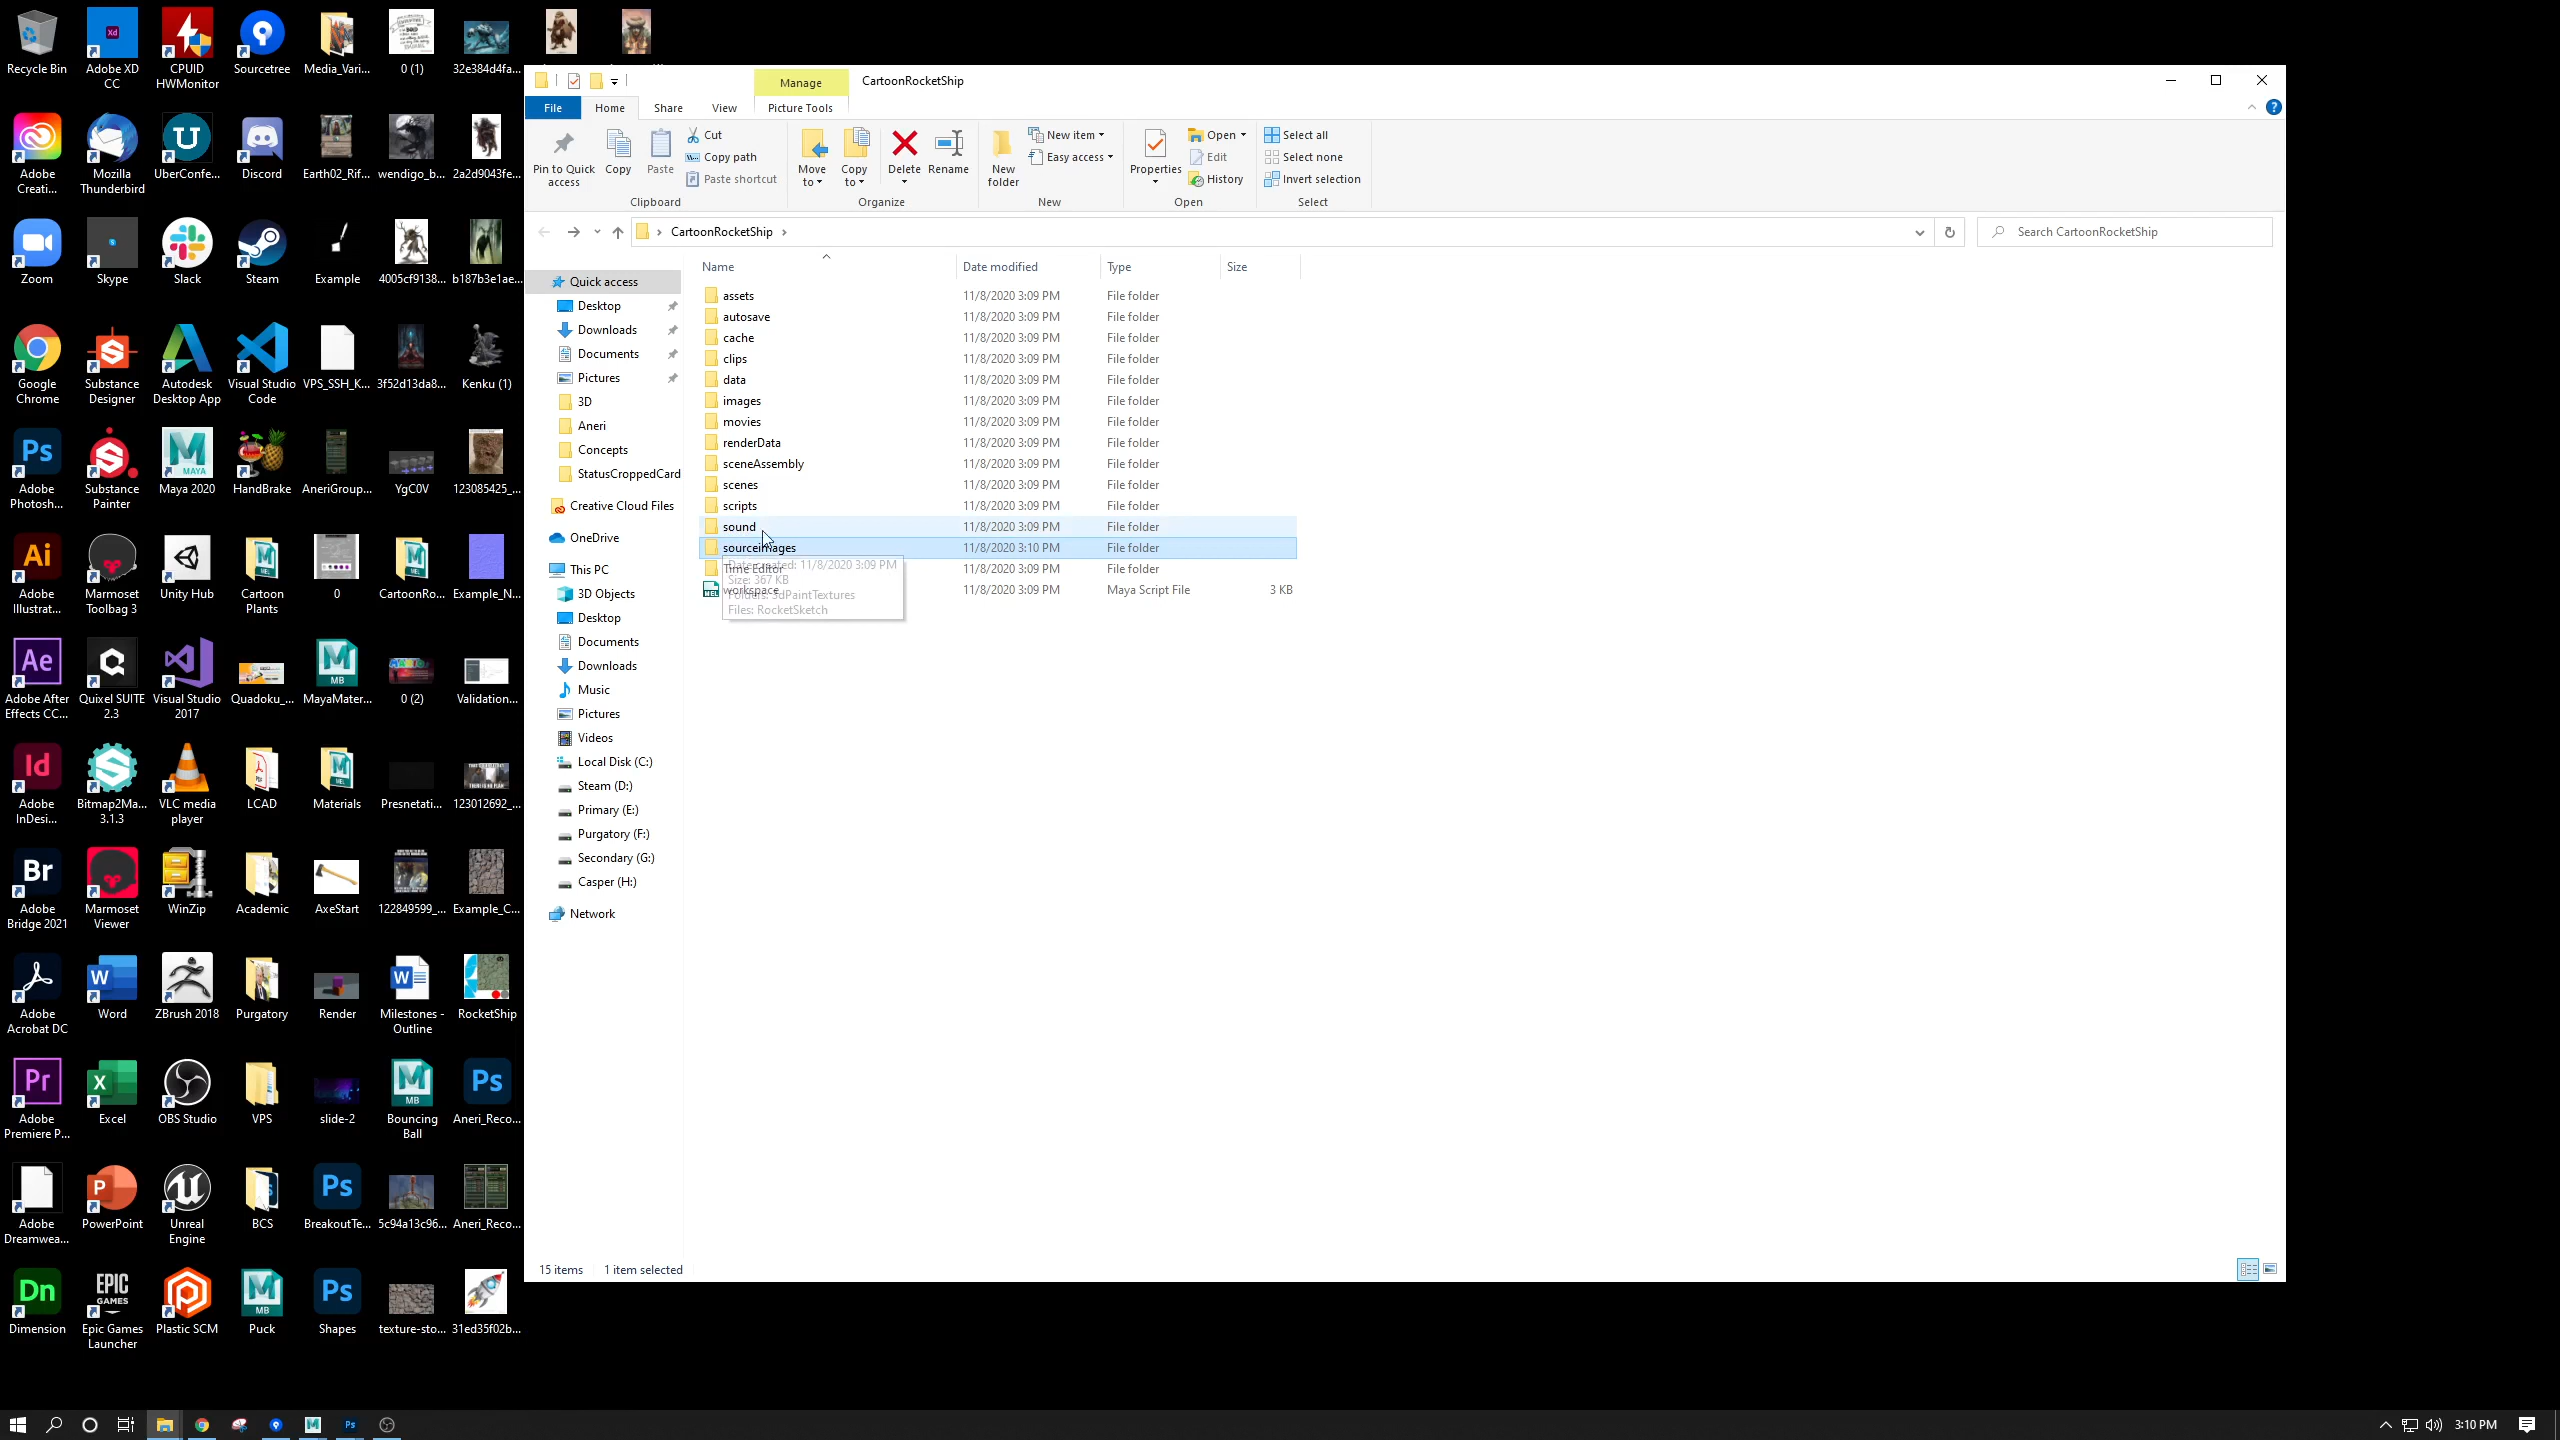 Recycle Bin
Adobe XD
CC
CPUID
HWMonitor
Sourcetree
Media_Vari...
0 (1)
32e384d4fa...
Adobe
Creati...
Mozilla
Thunderbird
UberConfe...
Discord
Earth02_Rif...
wendigo_b...
2a2d9043fe...
Zoom
Skype
Slack
Steam
Example
4005cf9138...
b187b3e1ae...
Google
Chrome
Substance
Designer
Autodesk
Desktop App
Visual Studio
Code
VPS_SSH_K...
3f52d13da8...
Kenku (1)
Adobe
Photosh...
Substance
Painter
Maya 2020
HandBrake
AneriGroup...
YgC0V
123085425_...
Adobe
Illustrat...
Marmoset
Toolbag 3
Unity Hub
Cartoon
Plants
0
CartoonRo...
Example_N...
Adobe After
Effects CC...
Quixel SUITE
2.3
Visual Studio
2017
Quadoku_...
MayaMater...
0 (2)
Validation...
Adobe
InDesi...
Bitmap2Ma...
3.1.3
VLC media
player
LCAD
Materials
Presnetati...
123012692_...
Adobe
Bridge 2021
Marmoset
Viewer
WinZip
Academic
AxeStart
122849599_...
Example_C...
Adobe
Acrobat DC
Word
ZBrush 2018
Purgatory
Render
Milestones -
Outline
RocketShip
Adobe
Premiere P...
Excel
OBS Studio
VPS
slide-2
Bouncing
Ball
Aneri_Reco...
Adobe
Dreamwea...
PowerPoint
Unreal
Engine
BCS
BreakoutTe...
5c94a13c96...
Aneri_Reco...
Dimension
Epic Games
Launcher
Plastic SCM
Puck
Shapes
texture-sto...
31ed35f02b...
Manage
CartoonRocketShip
File
Home
Share
View
Picture Tools
Pin to Quick
access
Copy
Paste
Cut
Copy path
Paste shortcut
Clipboard
Move
to
Copy
to
Delete
Rename
Organize
New
folder
New item
Easy access
New
Properties
Open
Edit
History
Open
Select all
Select none
Invert selection
Select
CartoonRocketShip
Search CartoonRocketShip
Quick access
Desktop
Downloads
Documents
Pictures
3D
Aneri
Concepts
StatusCroppedCard
Creative Cloud Files
OneDrive
This PC
3D Objects
Desktop
Documents
Downloads
Music
Pictures
Videos
Local Disk (C:)
Steam (D:)
Primary (E:)
Purgatory (F:)
Secondary (G:)
Casper (H:)
Network
Name
Date modified
Type
Size
assets 11/8/2020 3:09 PM File folder
autosave 11/8/2020 3:09 PM File folder
cache 11/8/2020 3:09 PM File folder
clips 11/8/2020 3:09 PM File folder
data 11/8/2020 3:09 PM File folder
images 11/8/2020 3:09 PM File folder
movies 11/8/2020 3:09 PM File folder
renderData 11/8/2020 3:09 PM File folder
sceneAssembly 11/8/2020 3:09 PM File folder
scenes 11/8/2020 3:09 PM File folder
scripts 11/8/2020 3:09 PM File folder
sound 11/8/2020 3:09 PM File folder
sourceimages 11/8/2020 3:10 PM File folder
Time Editor 11/8/2020 3:09 PM File folder
workspace 11/8/2020 3:09 PM Maya Script File 3 KB
Date created: 11/8/2020 3:09 PM
Size: 367 KB
Folders: 3dPaintTextures
Files: RocketSketch
15 items
1 item selected
3:10 PM